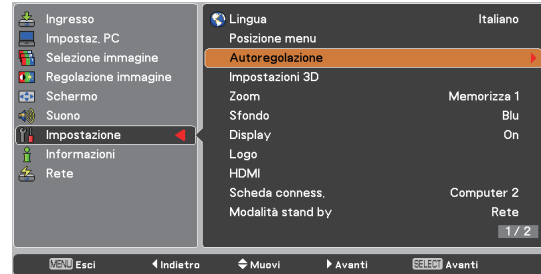 Ingresso
Impostaz. PC
Selezione immagine
Regolazione immagine
Schermo
Suono
Impostazione
Informazioni
Rete
Lingua Italiano
Posizione menu
Autoregolazione
Impostazioni 3D
Zoom Memorizza 1
Sfondo Blu
Display On
Logo
HDMI
Scheda conness. Computer 2
Modalità stand by Rete
1 / 2
MENU Esci Indietro Muovi Avanti SELECT Avanti